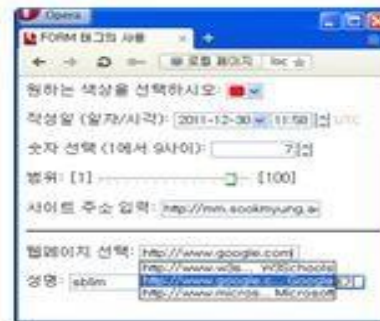 Opera
FORM 태그의 사용
로컬 페이지 loc
원하는 색상을 선택하시오:
작성일 (일자/시각): 2011-12-30 11:50 UTC
숫자 선택 (1에서 9사이): 7
범위: [1] [100]
사이트 주소 입력: http://mm.sookmyung.a
웹페이지 선택: http://www.google.com
http://www.w3s... W3Schools
성명: sblim http://www.google.c... Google
http://www.micros... Microsoft